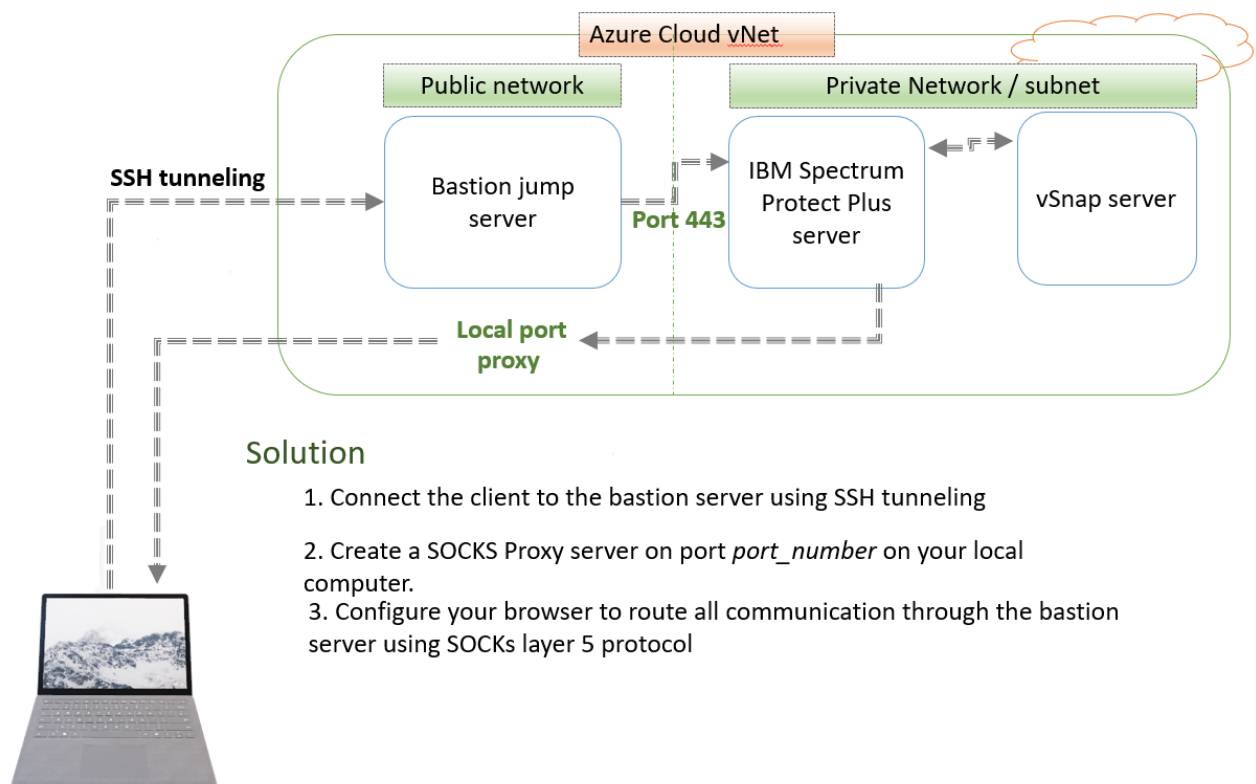 Azure Cloud vNet
Public network
Private Network / subnet
SSH tunneling
Bastion jump
server
Port 443
IBM Spectrum
Protect Plus
server
vSnap server
Local port
proxy
Solution
1. Connect the client to the bastion server using SSH tunneling
2. Create a SOCKS Proxy server on port port_number on your local
computer.
3. Configure your browser to route all communication through the bastion
server using SOCKs layer 5 protocol